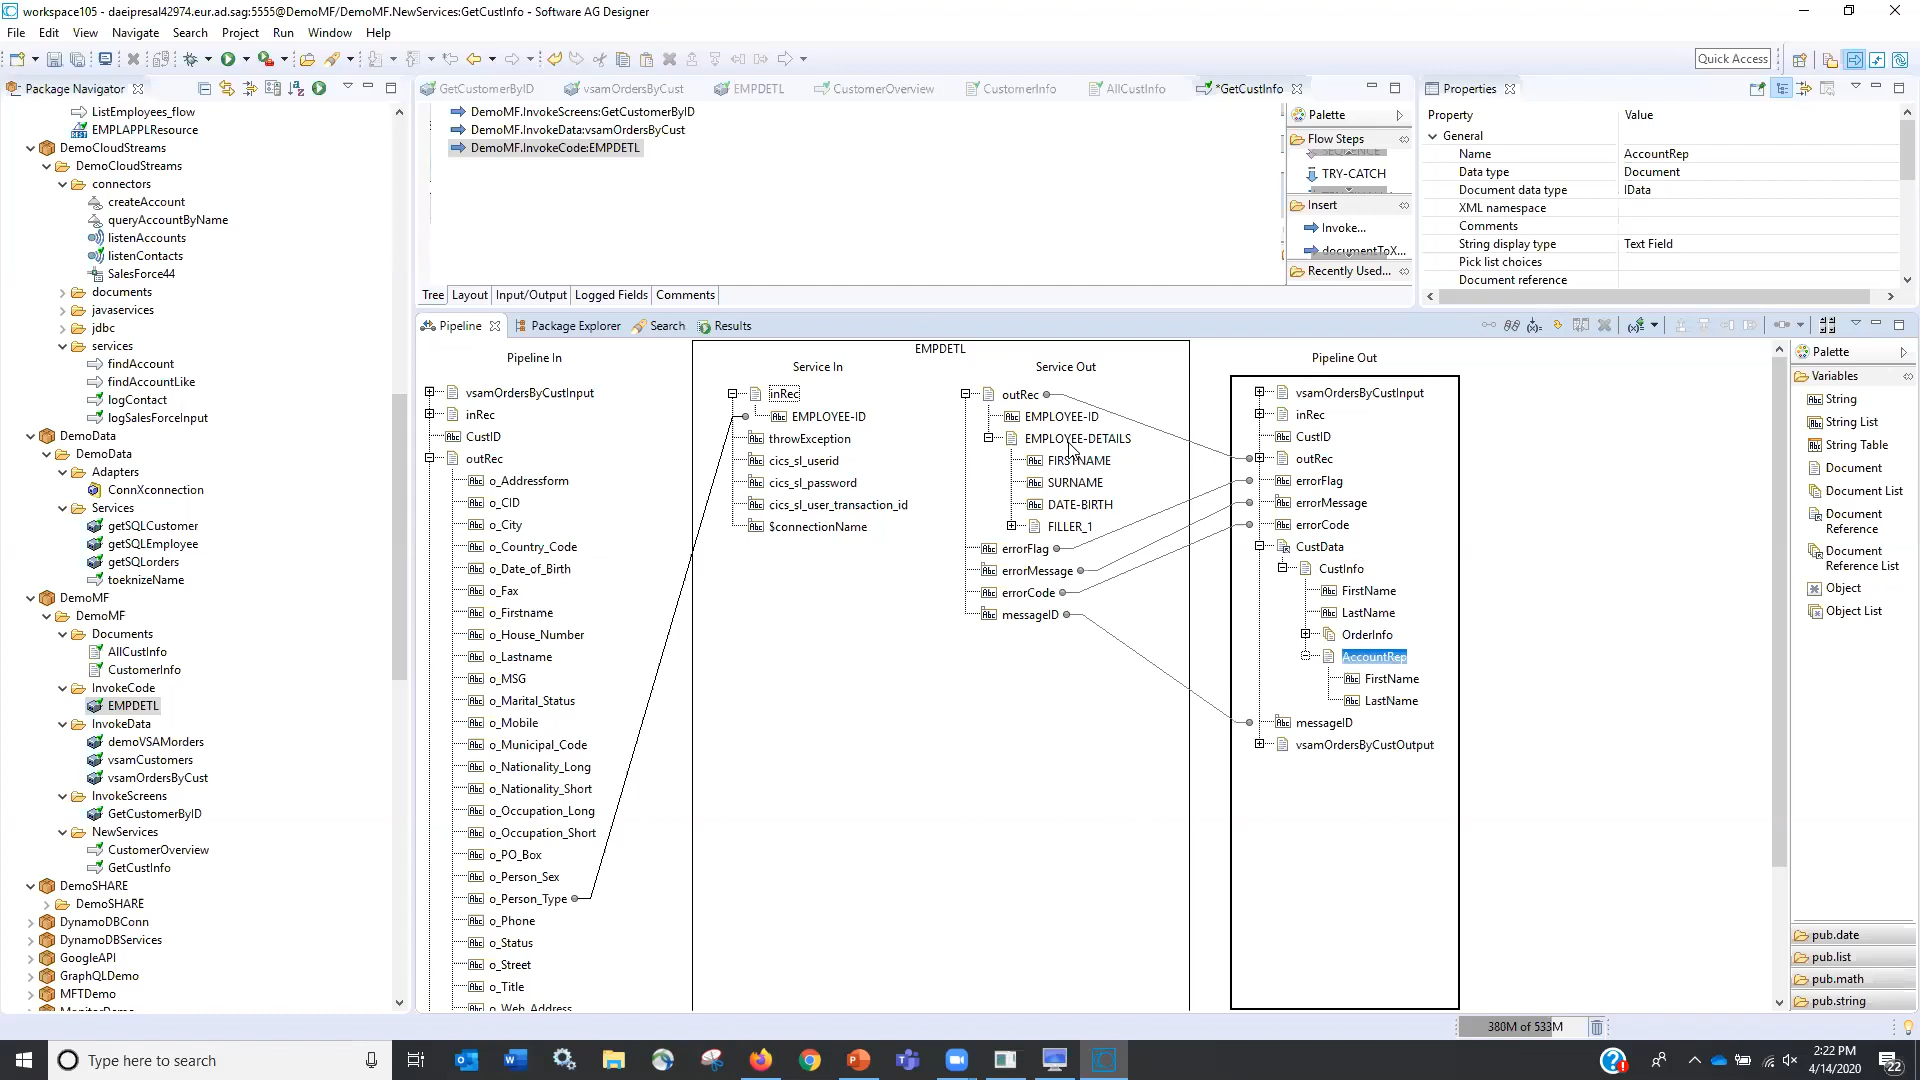 workspace105 - daeipresal42974.eur.ad.sag:5555@DemoMF/DemoMF.NewServices:GetCustInfo - Software AG Designer
File Edit View Navigate Search Project Run Window Help
Quick Access
Package Navigator
ListEmployees_flow
EMPLAPPLResource
DemoCloudStreams
DemoCloudStreams
connectors
createAccount
queryAccountByName
listenAccounts
listenContacts
SalesForce44
documents
javaservices
jdbc
services
findAccount
findAccountLike
logContact
logSalesForceInput
DemoData
DemoData
Adapters
ConnXconnection
Services
getSQLCustomer
getSQLEmployee
getSQLorders
toeknizeName
DemoMF
DemoMF
Documents
AllCustInfo
CustomerInfo
InvokeCode
EMPDETL
InvokeData
demoVSAMorders
vsamCustomers
vsamOrdersByCust
InvokeScreens
GetCustomerByID
NewServices
CustomerOverview
GetCustInfo
DemoSHARE
DemoSHARE
DynamoDBConn
DynamoDBServices
GoogleAPI
GraphQLDemo
MFTDemo
GetCustomerByID vsamOrdersByCust EMPDETL CustomerOverview CustomerInfo AllCustInfo *GetCustInfo
DemoMF.InvokeScreens:GetCustomerByID
DemoMF.InvokeData:vsamOrdersByCust
DemoMF.InvokeCode:EMPDETL
Palette
Flow Steps
SEQUENCE
TRY-CATCH
Insert
Invoke...
documentToX...
Recently Used...
Tree Layout Input/Output Logged Fields Comments
Properties
Property Value
General
Name AccountRep
Data type Document
Document data type IData
XML namespace
Comments
String display type Text Field
Pick list choices
Document reference
Pipeline Package Explorer Search Results
Pipeline In
vsamOrdersByCustInput
inRec
CustID
outRec
o_Addressform
o_CID
o_City
o_Country_Code
o_Date_of_Birth
o_Fax
o_Firstname
o_House_Number
o_Lastname
o_MSG
o_Marital_Status
o_Mobile
o_Municipal_Code
o_Nationality_Long
o_Nationality_Short
o_Occupation_Long
o_Occupation_Short
o_PO_Box
o_Person_Sex
o_Person_Type
o_Phone
o_Status
o_Street
o_Title
o_Web_Address
EMPDETL
Service In
inRec
EMPLOYEE-ID
throwException
cics_sl_userid
cics_sl_password
cics_sl_user_transaction_id
$connectionName
Service Out
outRec
EMPLOYEE-ID
EMPLOYEE-DETAILS
FIRSTNAME
SURNAME
DATE-BIRTH
FILLER_1
errorFlag
errorMessage
errorCode
messageID
Pipeline Out
vsamOrdersByCustInput
inRec
CustID
outRec
errorFlag
errorMessage
errorCode
CustData
CustInfo
FirstName
LastName
OrderInfo
AccountRep
FirstName
LastName
messageID
vsamOrdersByCustOutput
Palette
Variables
String
String List
String Table
Document
Document List
Document
Reference
Document
Reference List
Object
Object List
pub.date
pub.list
pub.math
pub.string
380M of 533M
Type here to search
2:22 PM
4/14/2020
22